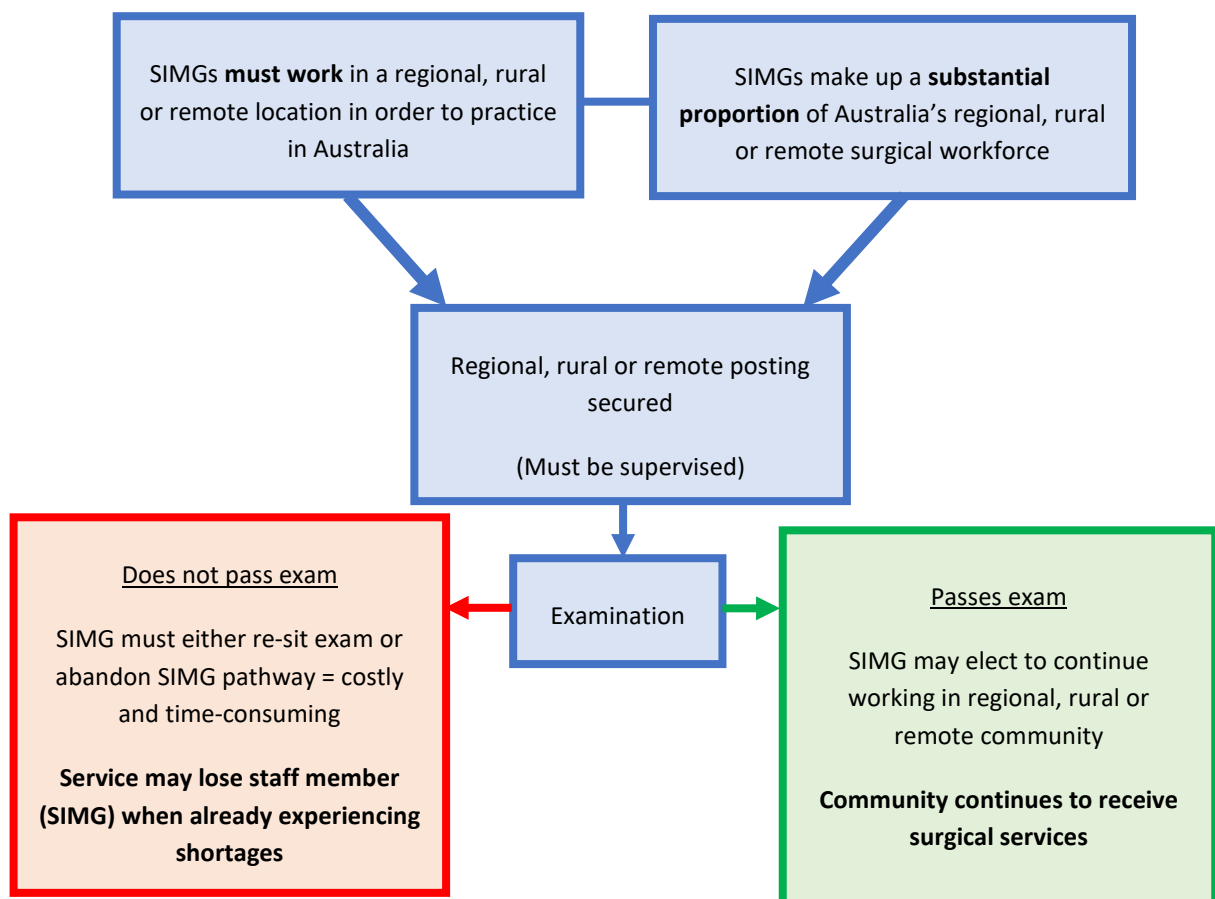 SIMGs must work in a regional, rural
or remote location in order to practice
in Australia
SIMGs make up a substantial
proportion of Australia's regional, rural
or remote surgical workforce
Regional, rural or remote posting
secured
(Must be supervised)
Examination
Does not pass exam
SIMG must either re-sit exam or
abandon SIMG pathway = costly
and time-consuming
Service may lose staff member
(SIMG) when already experiencing
shortages
Passes exam
SIMG may elect to continue
working in regional, rural or
remote community
Community continues to receive
surgical services